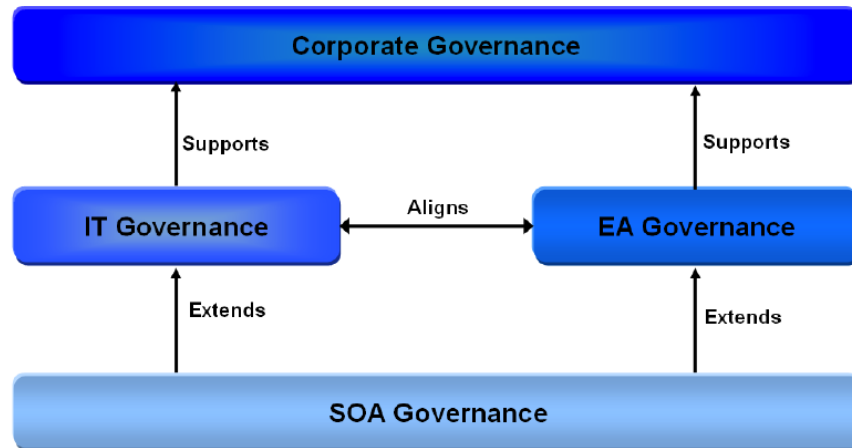 Corporate Governance
Supports
Supports
IT Governance
Aligns
EA Governance
Extends
Extends
SOA Governance